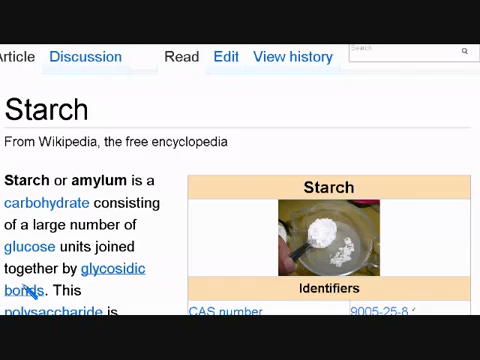 Article Discussion Read Edit View history
Search
Starch
From Wikipedia, the free encyclopedia
Starch or amylum is a
carbohydrate consisting
of a large number of
glucose units joined
together by glycosidic
bonds. This
polysaccharide is
Starch
Identifiers
CAS number 9005-25-8